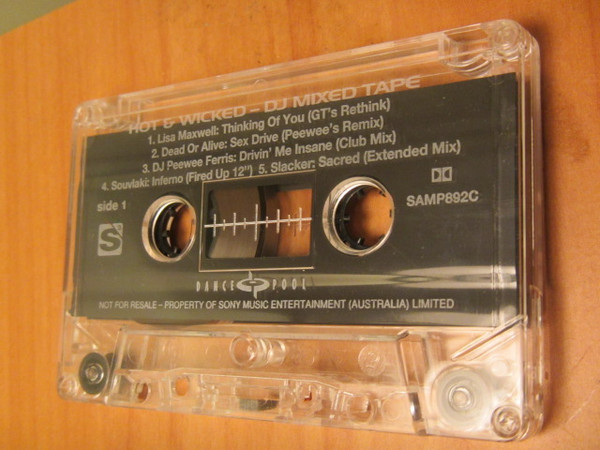 HOT & WICKED – DJ MIXED TAPE
1. Lisa Maxwell: Thinking Of You (GT's Rethink)
2. Dead Or Alive: Sex Drive (Peewee's Remix)
3. DJ Peewee Ferris: Drivin' Me Insane (Club Mix)
4. Souvlaki: Inferno (Fired Up 12") 5. Slacker: Sacred (Extended Mix)
side 1
SAMP892C
S
DANCE POOL
NOT FOR RESALE – PROPERTY OF SONY MUSIC ENTERTAINMENT (AUSTRALIA) LIMITED